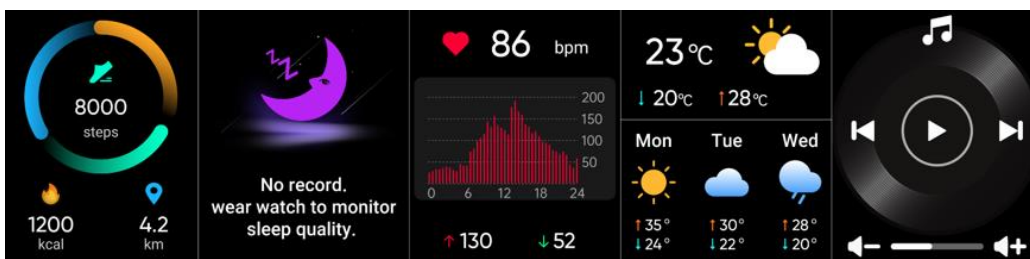 8000
steps
1200
kcal
4.2
km
No record.
wear watch to monitor
sleep quality.
86 bpm
200
150
100
50
0 6 12 18 24
↑130 ↓52
23°C
↓ 20°C ↑28°C
Mon Tue Wed
↑35° ↑30° ↑28°
↓24° ↓22° ↓20°